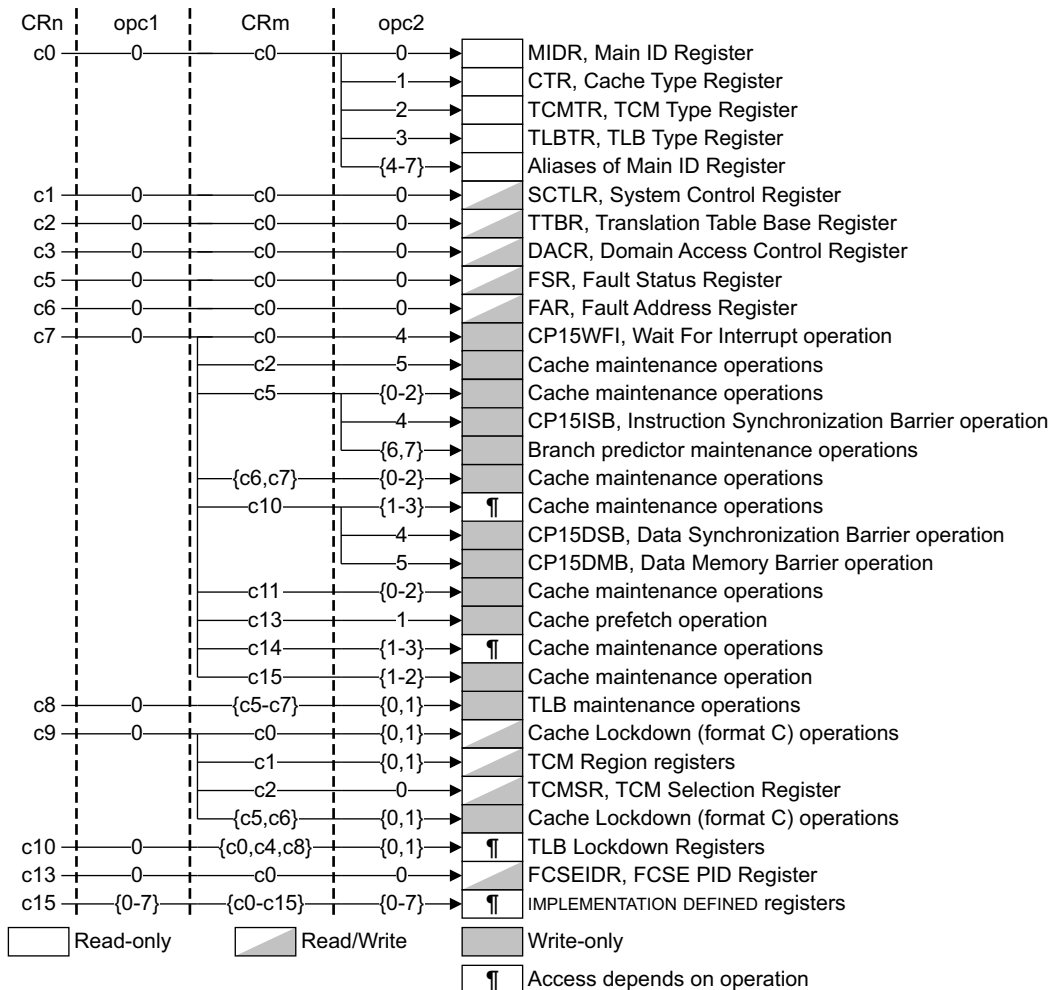 CRn opc1 CRm opc2
c0 0 c0 0 MIDR, Main ID Register
1 CTR, Cache Type Register
2 TCMTR, TCM Type Register
3 TLBTR, TLB Type Register
{4-7} Aliases of Main ID Register
c1 0 c0 0 SCTLR, System Control Register
c2 0 c0 0 TTBR, Translation Table Base Register
c3 0 c0 0 DACR, Domain Access Control Register
c5 0 c0 0 FSR, Fault Status Register
c6 0 c0 0 FAR, Fault Address Register
c7 0 c0 4 CP15WFI, Wait For Interrupt operation
c2 5 Cache maintenance operations
c5 {0-2} Cache maintenance operations
4 CP15ISB, Instruction Synchronization Barrier operation
{6,7} Branch predictor maintenance operations
{c6,c7} {0-2} Cache maintenance operations
c10 {1-3} ¶ Cache maintenance operations
4 CP15DSB, Data Synchronization Barrier operation
5 CP15DMB, Data Memory Barrier operation
c11 {0-2} Cache maintenance operations
c13 1 Cache prefetch operation
c14 {1-3} ¶ Cache maintenance operations
c15 {1-2} Cache maintenance operation
c8 0 {c5-c7} {0,1} TLB maintenance operations
c9 0 c0 {0,1} Cache Lockdown (format C) operations
c1 {0,1} TCM Region registers
c2 0 TCMSR, TCM Selection Register
{c5,c6} {0,1} Cache Lockdown (format C) operations
c10 0 {c0,c4,c8} {0,1} ¶ TLB Lockdown Registers
c13 0 c0 0 FCSEIDR, FCSE PID Register
c15 {0-7} {c0-c15} {0-7} ¶ IMPLEMENTATION DEFINED registers
Read-only Read/Write Write-only
¶ Access depends on operation